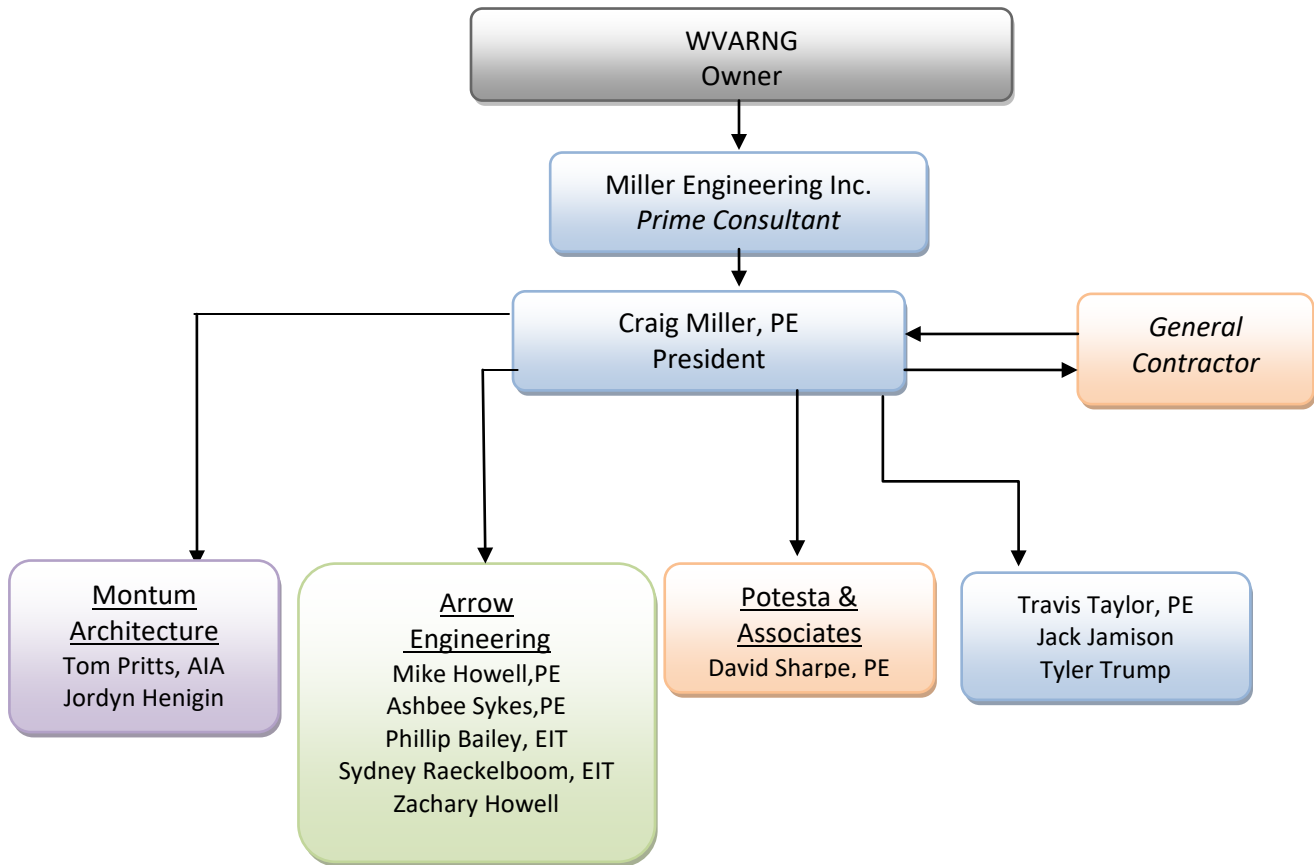 WVARNG
Owner
Miller Engineering Inc.
Prime Consultant
Craig Miller, PE
President
General
Contractor
Montum
Architecture
Tom Pritts, AIA
Jordyn Henigin
Arrow
Engineering
Mike Howell,PE
Ashbee Sykes,PE
Phillip Bailey, EIT
Sydney Raeckelboom, EIT
Zachary Howell
Potesta &
Associates
David Sharpe, PE
Travis Taylor, PE
Jack Jamison
Tyler Trump